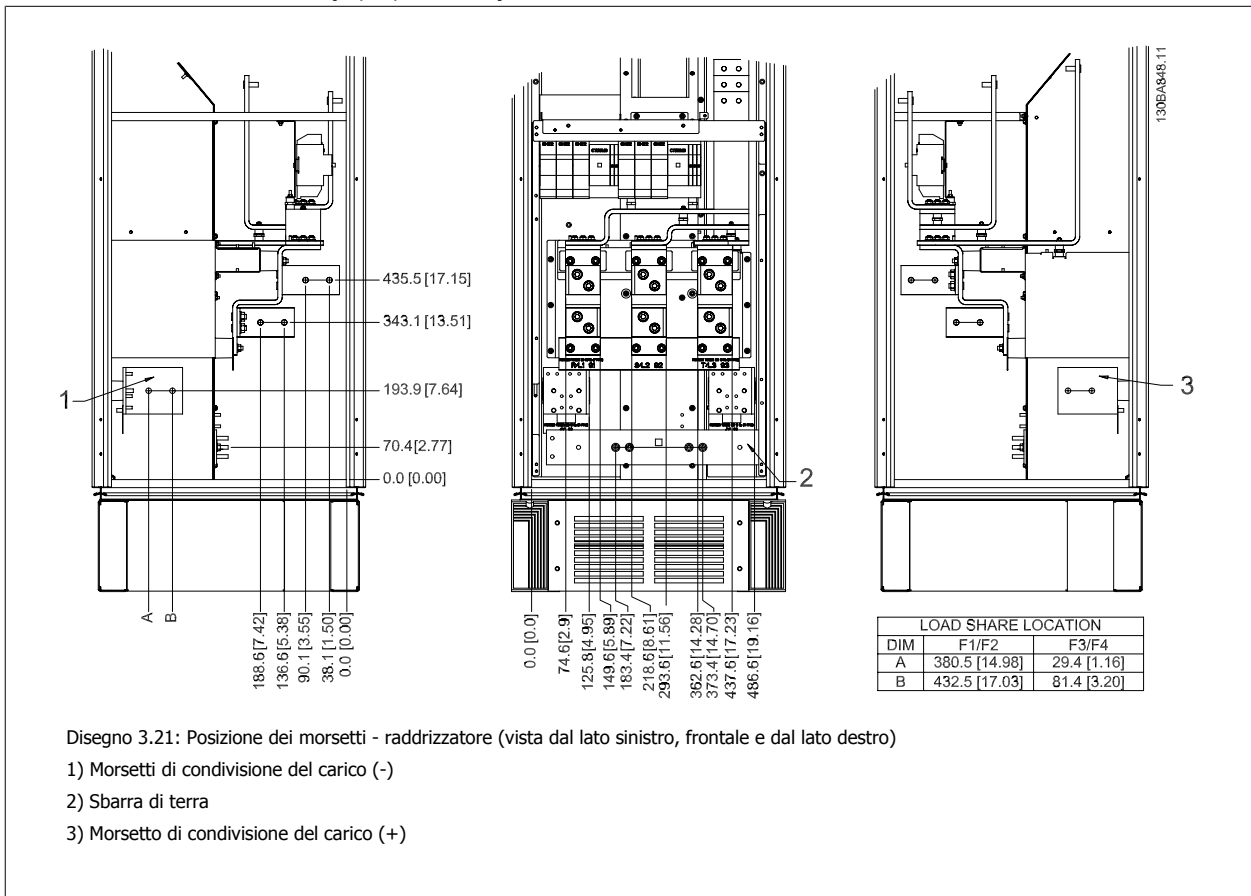 130BA848.11
435.5 [17.15]
343.1 [13.51]
193.9 [7.64]
70.4 [2.77]
0.0 [0.00]
1
2
3
R/L1 91
S/L2 92
T/L3 93
A
B
188.6 [7.42]
136.6 [5.38]
90.1 [3.55]
38.1 [1.50]
0.0 [0.00]
0.0 [0.0]
74.6 [2.9]
125.8 [4.95]
149.6 [5.89]
183.4 [7.22]
218.6 [8.61]
293.6 [11.56]
362.6 [14.28]
373.4 [14.70]
437.6 [17.23]
486.6 [19.16]
LOAD SHARE LOCATION
DIM F1/F2 F3/F4
A 380.5 [14.98] 29.4 [1.16]
B 432.5 [17.03] 81.4 [3.20]
Disegno 3.21: Posizione dei morsetti - raddrizzatore (vista dal lato sinistro, frontale e dal lato destro)
1) Morsetti di condivisione del carico (-)
2) Sbarra di terra
3) Morsetto di condivisione del carico (+)